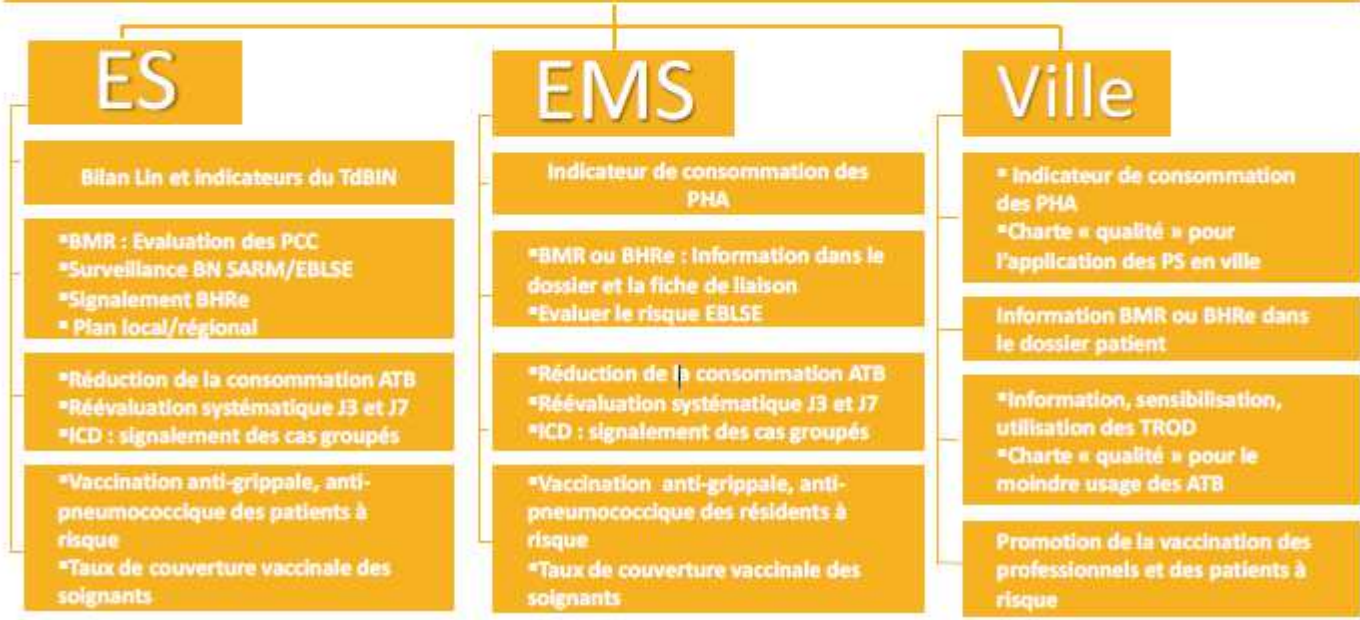 ES
Bilan Lin et indicateurs du TdBIN
▪BMR : Evaluation des PCC
▪Surveillance BN SARM/EBLSE
▪Signalement BHRe
▪ Plan local/régional
▪Réduction de la consommation ATB
▪Réévaluation systématique J3 et J7
▪ICD : signalement des cas groupés
▪Vaccination anti-grippale, anti-
pneumococcique des patients à
risque
▪Taux de couverture vaccinale des
soignants
EMS
Indicateur de consommation des
PHA
▪BMR ou BHRe : Information dans le
dossier et la fiche de liaison
▪Evaluer le risque EBLSE
▪Réduction de la consommation ATB
▪Réévaluation systématique J3 et J7
▪ICD : signalement des cas groupés
▪Vaccination anti-grippale, anti-
pneumococcique des résidents à
risque
▪Taux de couverture vaccinale des
soignants
Ville
▪ Indicateur de consommation
des PHA
▪Charte « qualité » pour
l'application des PS en ville
Information BMR ou BHRe dans
le dossier patient
▪Information, sensibilisation,
utilisation des TROD
▪Charte « qualité » pour le
moindre usage des ATB
Promotion de la vaccination des
professionnels et des patients à
risque